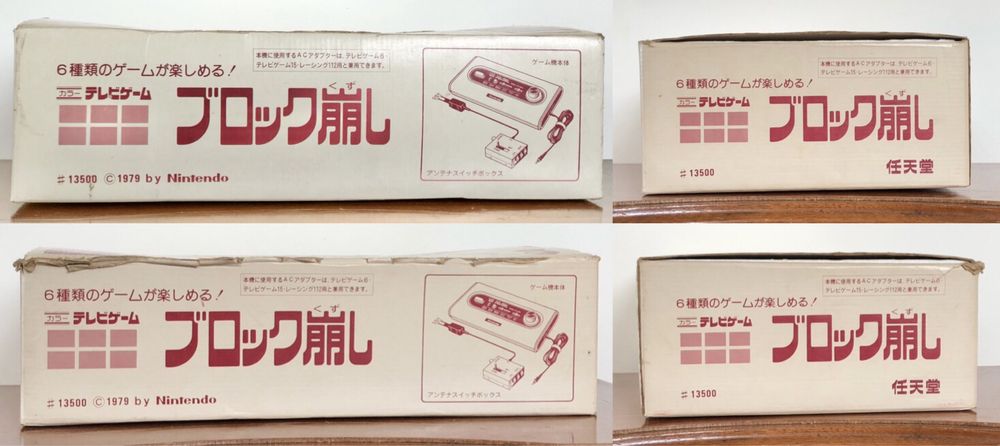 本機に使用するACアダプターは、テレビゲーム6・
テレビゲーム15・レーシング112用と兼用できます。
6種類のゲームが楽しめる!
カラー テレビゲーム
ブロック崩し
くず
ゲーム機本体
アンテナスイッチボックス
♯13500 ©1979 by Nintendo
本機に使用するACアダプターは、テレビゲーム6・
テレビゲーム15・レーシング112用と兼用できます。
6種類のゲームが楽しめる!
カラー テレビゲーム
ブロック崩し
くず
♯13500
任天堂
本機に使用するACアダプターは、テレビゲーム6・
テレビゲーム15・レーシング112用と兼用できます。
6種類のゲームが楽しめる!
カラー テレビゲーム
ブロック崩し
くず
ゲーム機本体
アンテナスイッチボックス
♯13500 ©1979 by Nintendo
本機に使用するACアダプターは、テレビゲーム6・
テレビゲーム15・レーシング112用と兼用できます。
6種類のゲームが楽しめる!
カラー テレビゲーム
ブロック崩し
くず
♯13500
任天堂